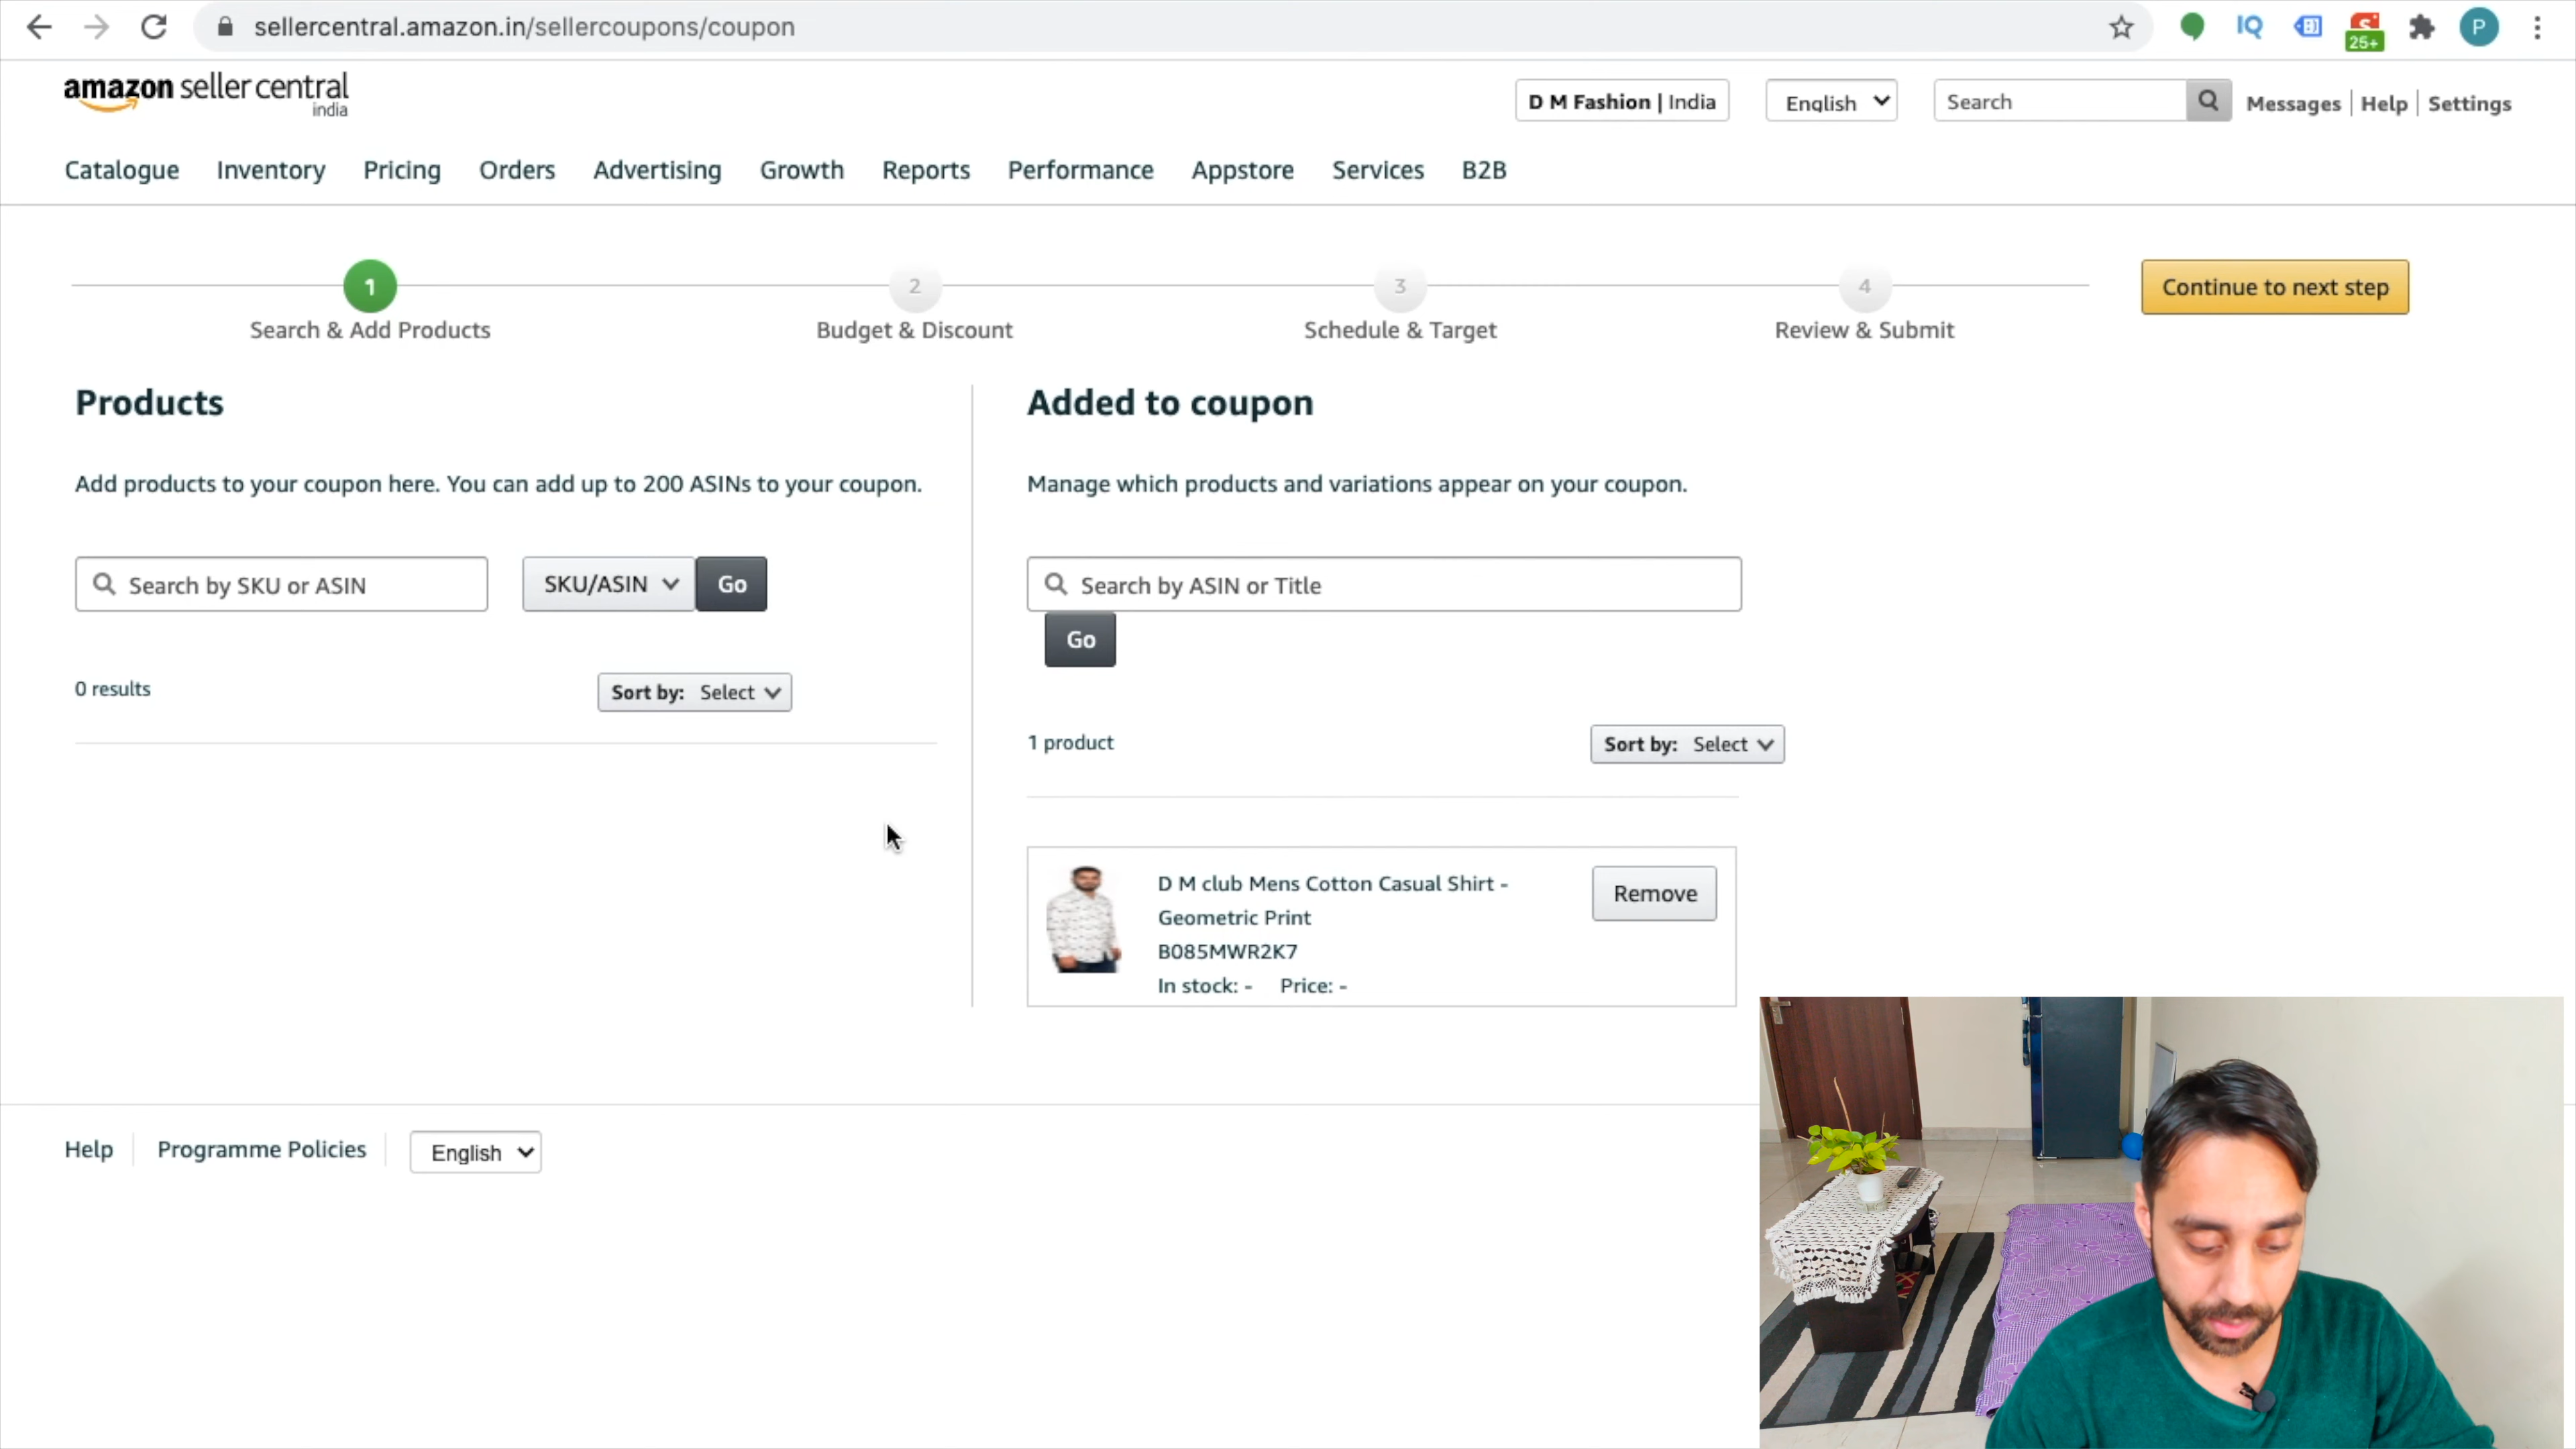 sellercentral.amazon.in/sellercoupons/coupon
IQ
25+
P
amazon seller central
india
D M Fashion | India
English
Search
Messages
Help
Settings
Catalogue
Inventory
Pricing
Orders
Advertising
Growth
Reports
Performance
Appstore
Services
B2B
1
2
3
4
Continue to next step
Search & Add Products
Budget & Discount
Schedule & Target
Review & Submit
Products
Add products to your coupon here. You can add up to 200 ASINs to your coupon.
Search by SKU or ASIN
SKU/ASIN
Go
0 results
Sort by: Select
Added to coupon
Manage which products and variations appear on your coupon.
Search by ASIN or Title
Go
1 product
Sort by: Select
D M club Mens Cotton Casual Shirt -
Geometric Print
B085MWR2K7
In stock: - Price: -
Remove
Help
Programme Policies
English